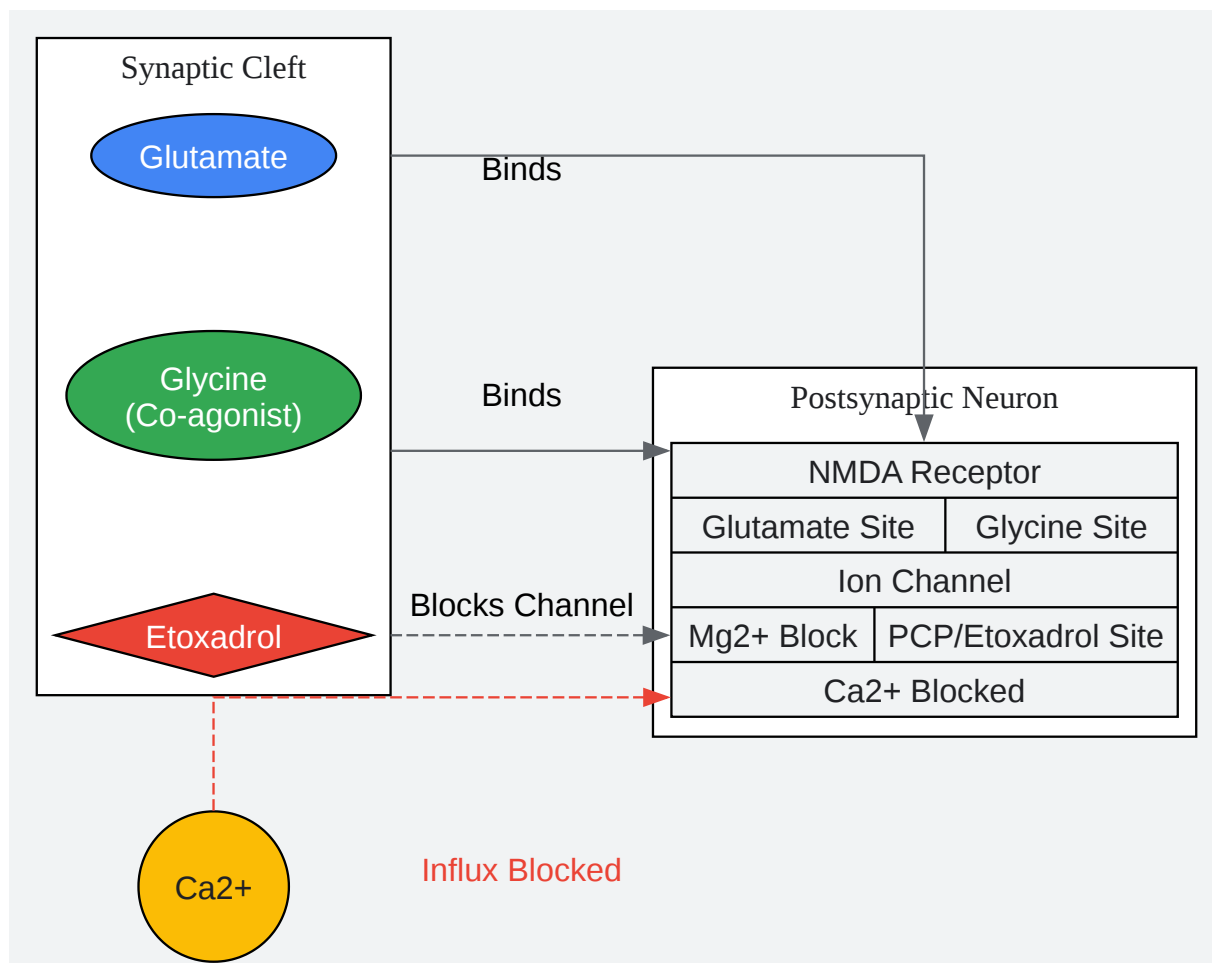 Synaptic Cleft
Glutamate
Binds
Glycine
(Co-agonist)
Binds
Postsynaptic Neuron
NMDA Receptor
Glutamate Site
Glycine Site
Ion Channel
Etoxadrol
Blocks Channel
Mg2+ Block
PCP/Etoxadrol Site
Ca2+ Blocked
Ca2+
Influx Blocked